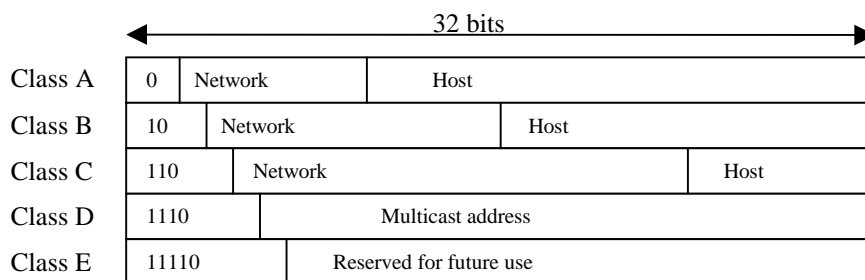 32 bits
Class A 0 Network Host
Class B 10 Network Host
Class C 110 Network Host
Class D 1110 Multicast address
Class E 11110 Reserved for future use